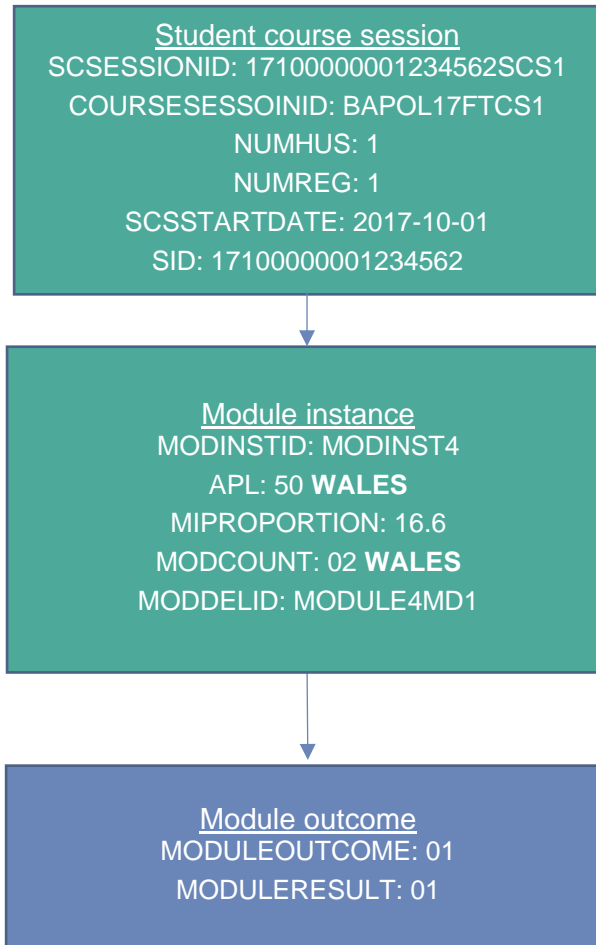 Student course session
SCSESSIONID: 17100000001234562SCS1
COURSESESSOINID: BAPOL17FTCS1
NUMHUS: 1
NUMREG: 1
SCSSTARTDATE: 2017-10-01
SID: 17100000001234562
Module instance
MODINSTID: MODINST4
APL: 50 WALES
MIPROPORTION: 16.6
MODCOUNT: 02 WALES
MODDELID: MODULE4MD1
Module outcome
MODULEOUTCOME: 01
MODULERESULT: 01